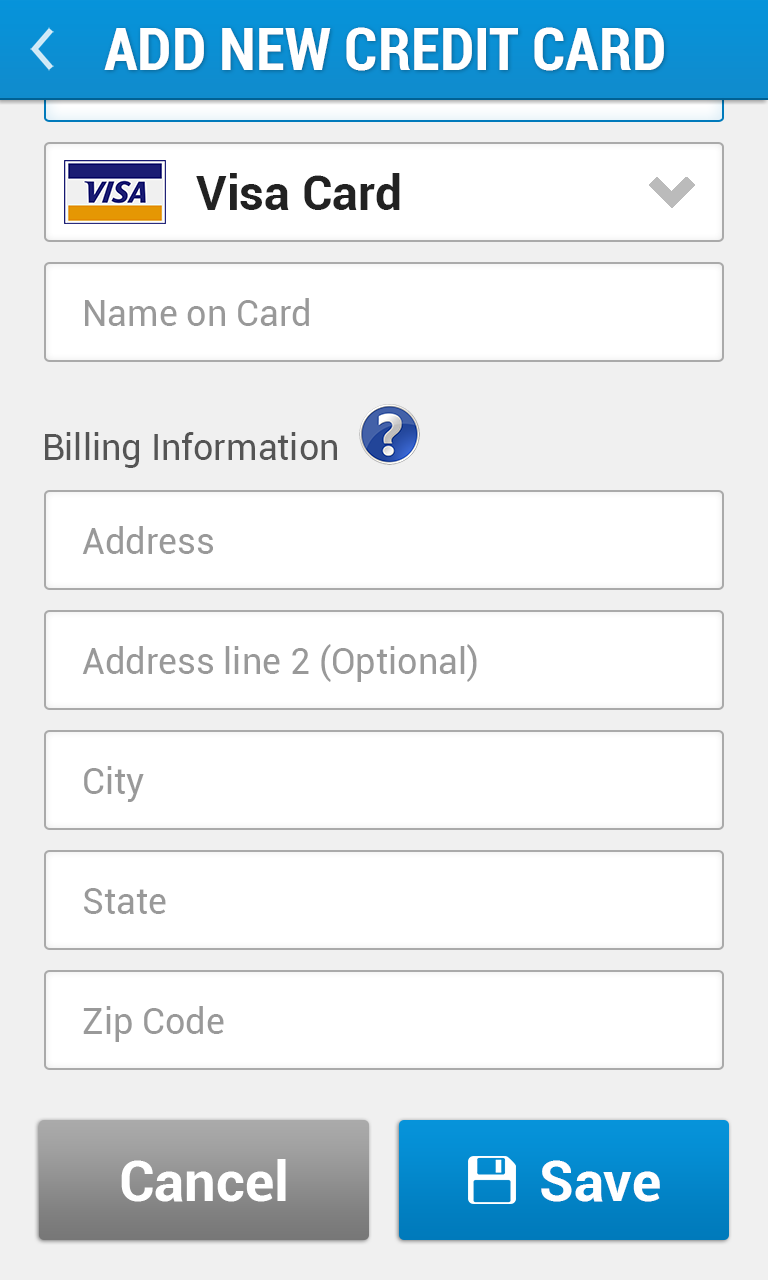 ADD NEW CREDIT CARD
VISA Visa Card
Name on Card
Billing Information ?
Address
Address line 2 (Optional)
City
State
Zip Code
Cancel Save